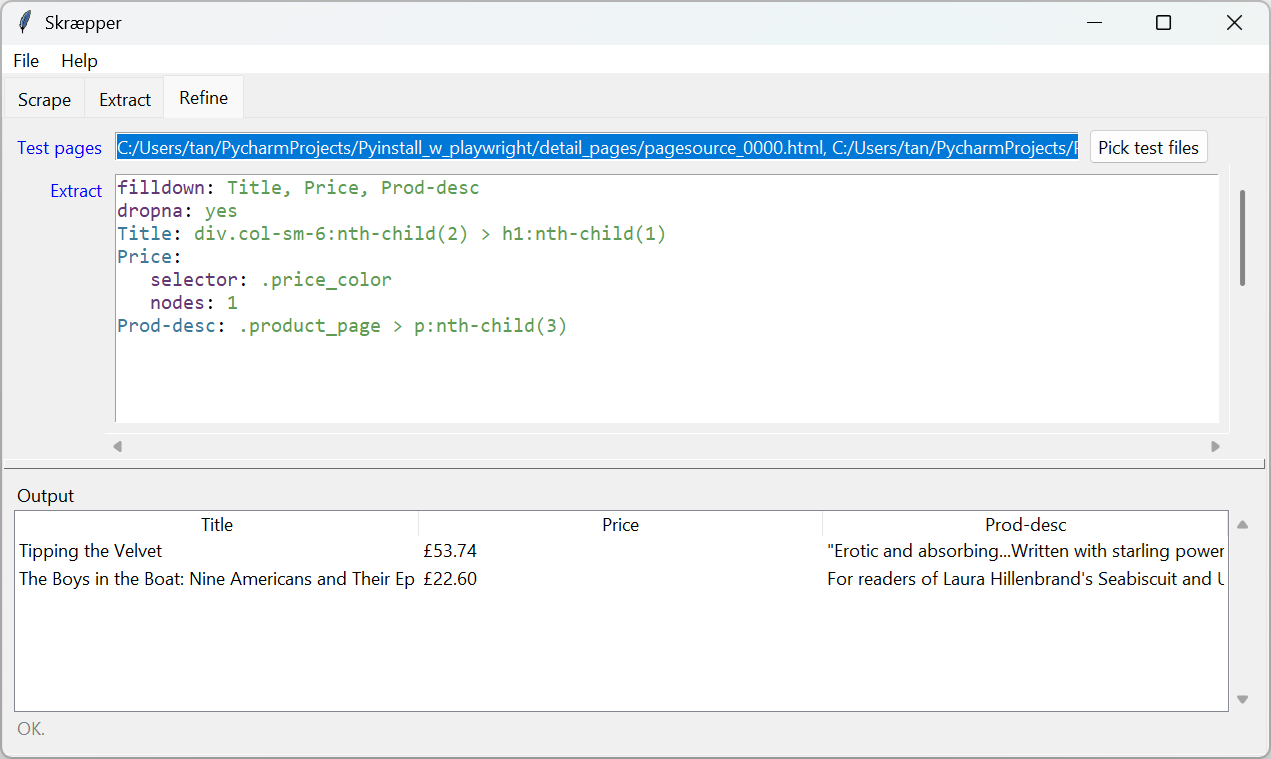 Skræpper
File Help
Scrape Extract Refine
Test pages C:/Users/tan/PycharmProjects/Pyinstall_w_playwright/detail_pages/pagesource_0000.html, C:/Users/tan/PycharmProjects/ Pick test files
Extract
filldown: Title, Price, Prod-desc
dropna: yes
Title: div.col-sm-6:nth-child(2) > h1:nth-child(1)
Price:
   selector: .price_color
   nodes: 1
Prod-desc: .product_page > p:nth-child(3)
Output
Title Price Prod-desc
Tipping the Velvet £53.74 "Erotic and absorbing...Written with starling power
The Boys in the Boat: Nine Americans and Their Ep £22.60 For readers of Laura Hillenbrand's Seabiscuit and
OK.